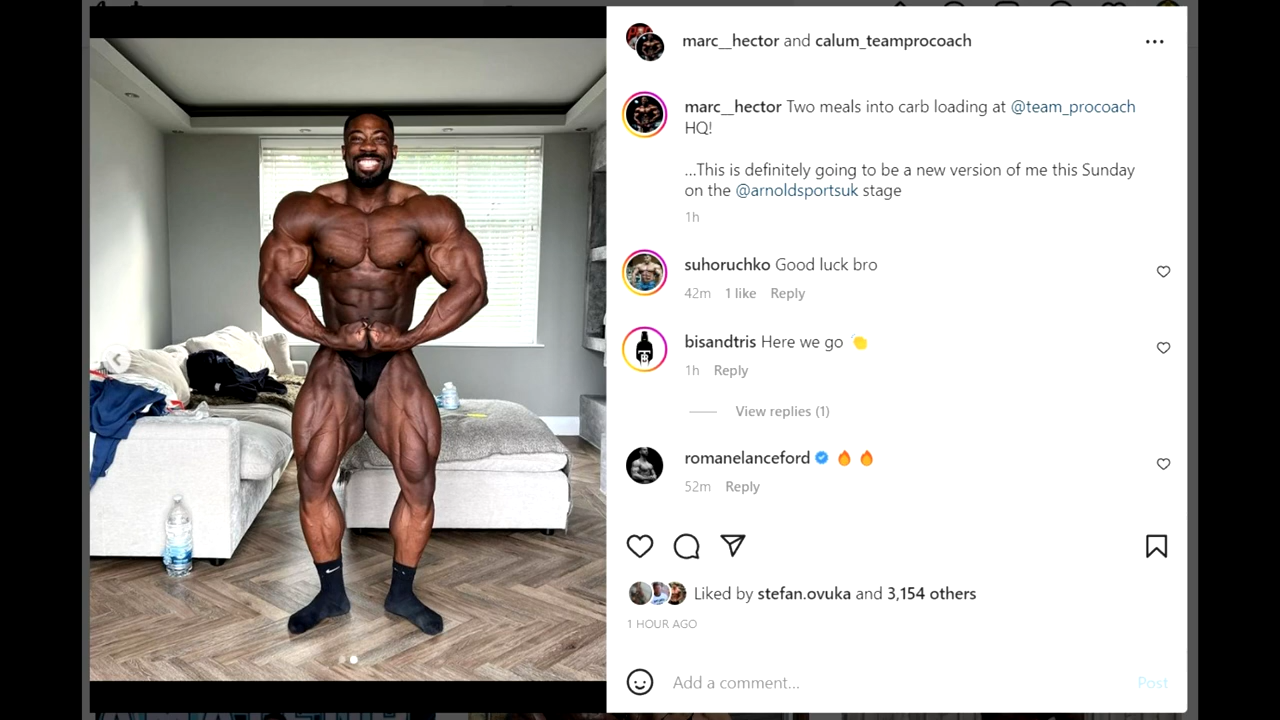 marc__hector and calum_teamprocoach
marc__hector Two meals into carb loading at @team_procoach
HQ!
...This is definitely going to be a new version of me this Sunday
on the @arnoldsportsuk stage
1h
suhoruchko Good luck bro
42m 1 like Reply
bisandtris Here we go 👏
1h Reply
View replies (1)
romanelanceford 🔥 🔥
52m Reply
Liked by stefan.ovuka and 3,154 others
1 HOUR AGO
Add a comment... Post